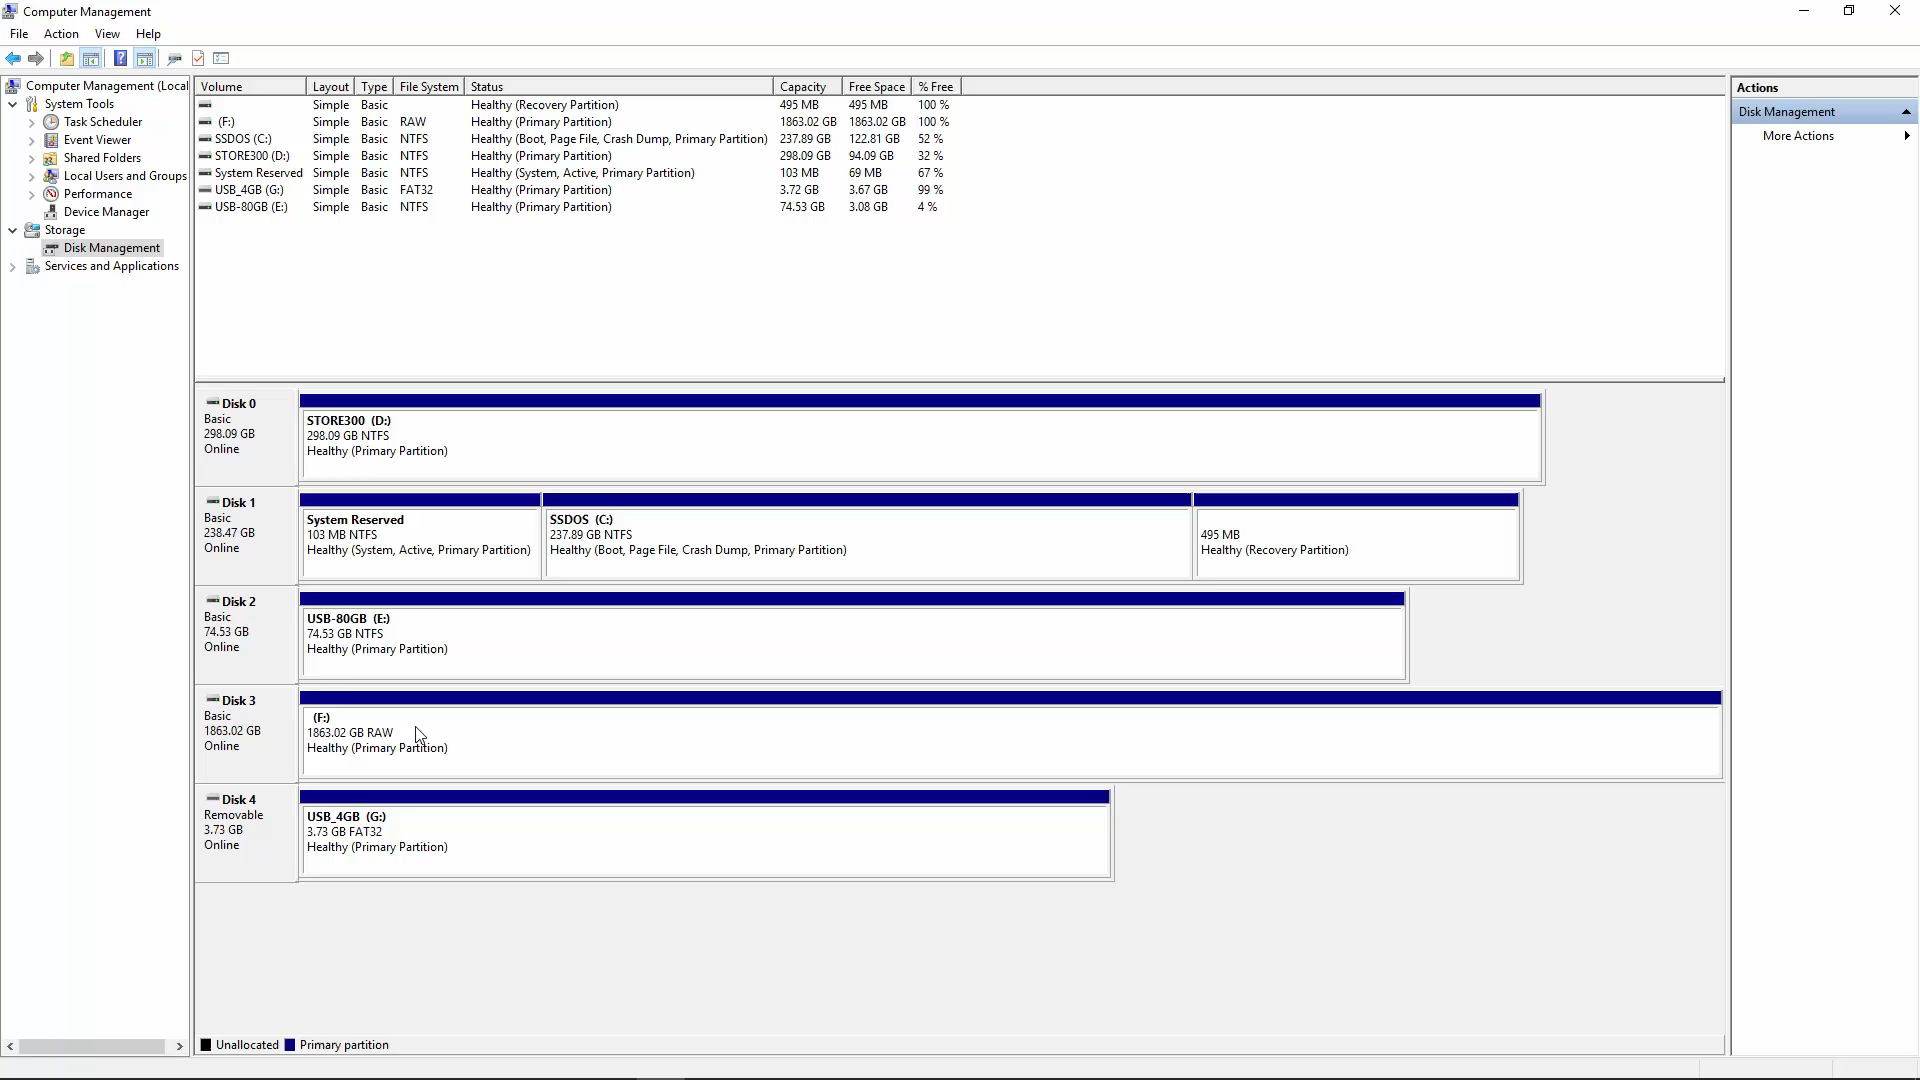 Computer Management
File Action View Help
Computer Management (Local
System Tools
Task Scheduler
Event Viewer
Shared Folders
Local Users and Groups
Performance
Device Manager
Storage
Disk Management
Services and Applications
Volume Layout Type File System Status Capacity Free Space % Free
Simple Basic Healthy (Recovery Partition) 495 MB 495 MB 100 %
(F:) Simple Basic RAW Healthy (Primary Partition) 1863.02 GB 1863.02 GB 100 %
SSDOS (C:) Simple Basic NTFS Healthy (Boot, Page File, Crash Dump, Primary Partition) 237.89 GB 122.81 GB 52 %
STORE300 (D:) Simple Basic NTFS Healthy (Primary Partition) 298.09 GB 94.09 GB 32 %
System Reserved Simple Basic NTFS Healthy (System, Active, Primary Partition) 103 MB 69 MB 67 %
USB_4GB (G:) Simple Basic FAT32 Healthy (Primary Partition) 3.72 GB 3.67 GB 99 %
USB-80GB (E:) Simple Basic NTFS Healthy (Primary Partition) 74.53 GB 3.08 GB 4 %
Disk 0
Basic
298.09 GB
Online
STORE300 (D:)
298.09 GB NTFS
Healthy (Primary Partition)
Disk 1
Basic
238.47 GB
Online
System Reserved
103 MB NTFS
Healthy (System, Active, Primary Partition)
SSDOS (C:)
237.89 GB NTFS
Healthy (Boot, Page File, Crash Dump, Primary Partition)
495 MB
Healthy (Recovery Partition)
Disk 2
Basic
74.53 GB
Online
USB-80GB (E:)
74.53 GB NTFS
Healthy (Primary Partition)
Disk 3
Basic
1863.02 GB
Online
(F:)
1863.02 GB RAW
Healthy (Primary Partition)
Disk 4
Removable
3.73 GB
Online
USB_4GB (G:)
3.73 GB FAT32
Healthy (Primary Partition)
Unallocated Primary partition
Actions
Disk Management
More Actions